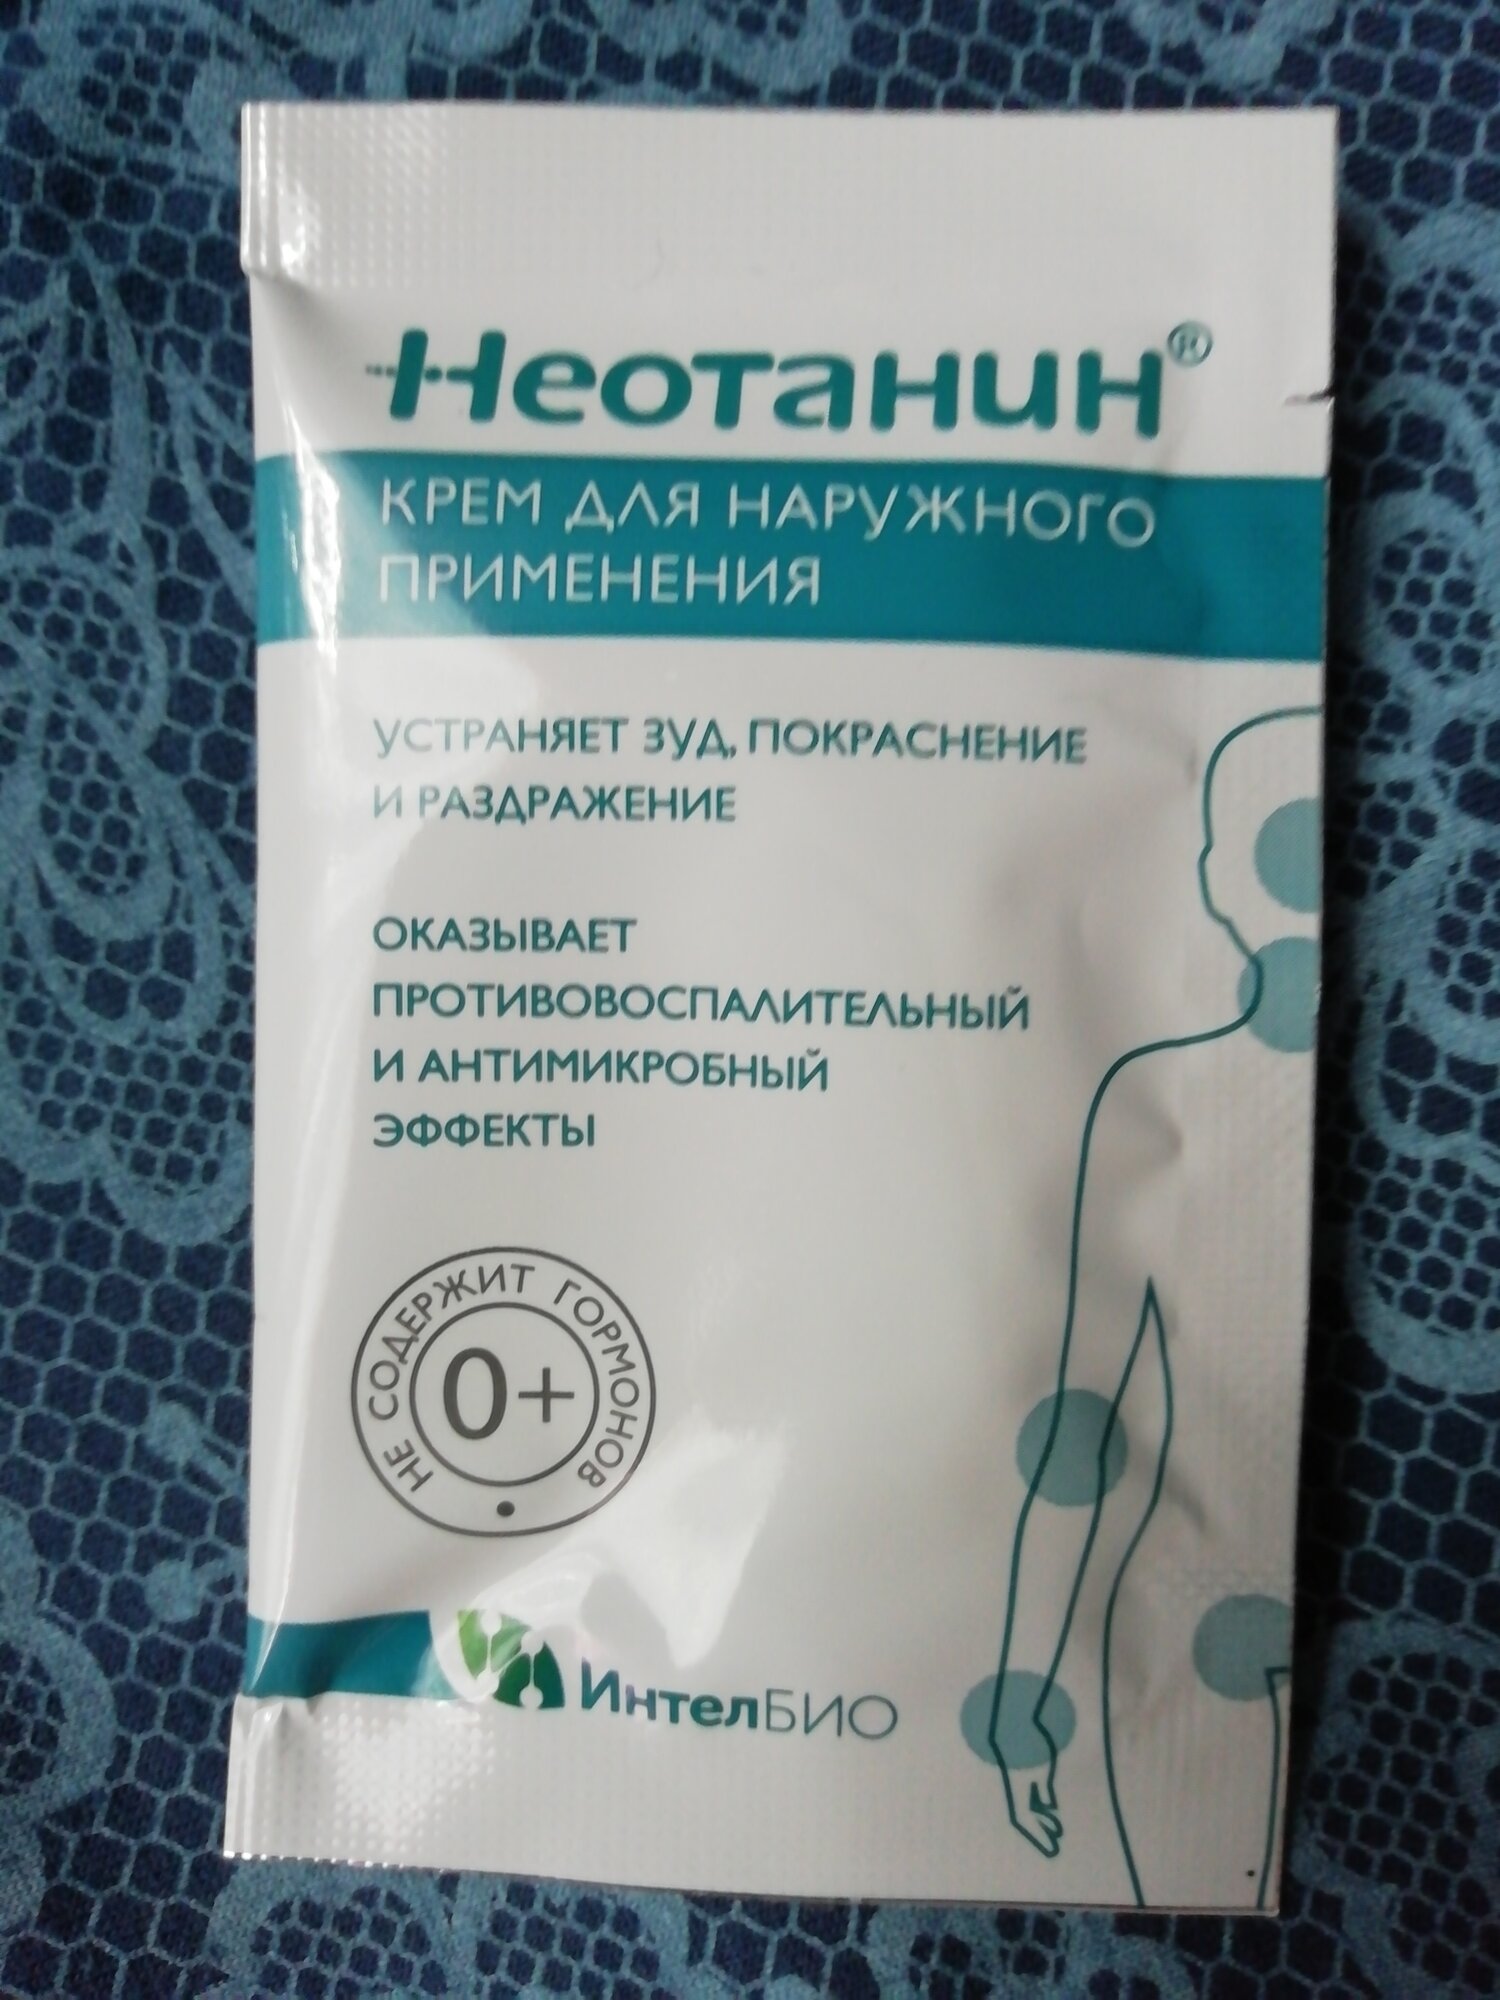 Неотанин®
КРЕМ ДЛЯ НАРУЖНОГО
ПРИМЕНЕНИЯ
УСТРАНЯЕТ ЗУД, ПОКРАСНЕНИЕ
И РАЗДРАЖЕНИЕ
ОКАЗЫВАЕТ
ПРОТИВОВОСПАЛИТЕЛЬНЫЙ
И АНТИМИКРОБНЫЙ
ЭФФЕКТЫ
НЕ СОДЕРЖИТ ГОРМОНОВ
0+
ИнтелБИО